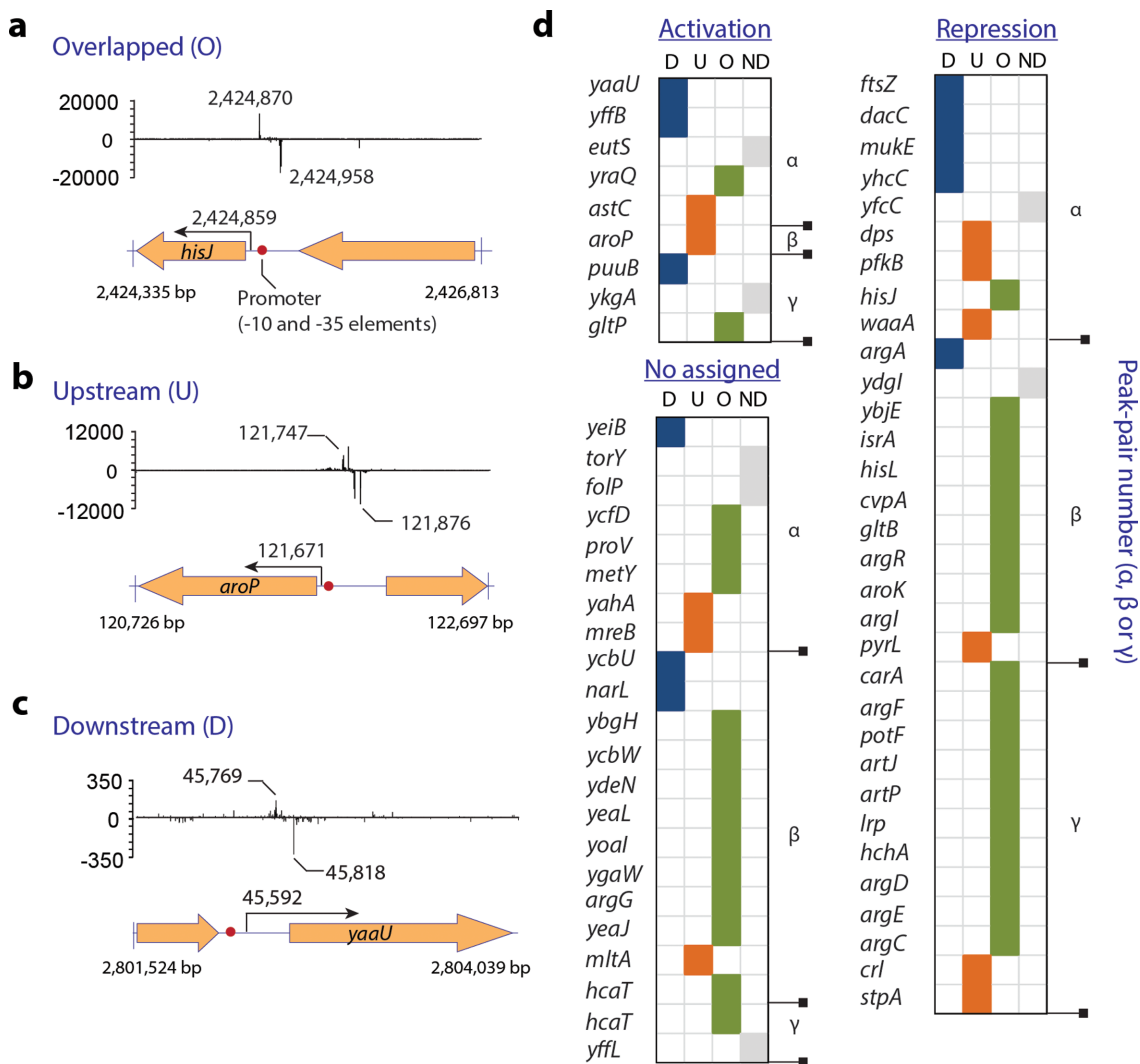 a
Overlapped (O)
20000
0
-20000
2,424,870
2,424,958
2,424,859
hisJ
2,424,335 bp
Promoter
(-10 and -35 elements)
2,426,813
b
Upstream (U)
12000
0
-12000
121,747
121,876
121,671
aroP
120,726 bp
122,697 bp
c
Downstream (D)
350
0
-350
45,769
45,818
45,592
yaaU
2,801,524 bp
2,804,039 bp
d
Activation
D U O ND
yaaU
yffB
eutS
yraQ
astC
aroP
puuB
ykgA
gltP
α
β
γ
No assigned
D U O ND
yeiB
torY
folP
ycfD
proV
metY
yahA
mreB
ycbU
narL
ybgH
ycbW
ydeN
yeaL
yoaI
ygaW
argG
yeaJ
mltA
hcaT
hcaT
yffL
α
β
γ
Repression
D U O ND
ftsZ
dacC
mukE
yhcC
yfcC
dps
pfkB
hisJ
waaA
argA
ydgI
ybjE
isrA
hisL
cvpA
gltB
argR
aroK
argI
pyrL
carA
argF
potF
artJ
artP
lrp
hchA
argD
argE
argC
crl
stpA
α
β
γ
Peak-pair number (α, β or γ)